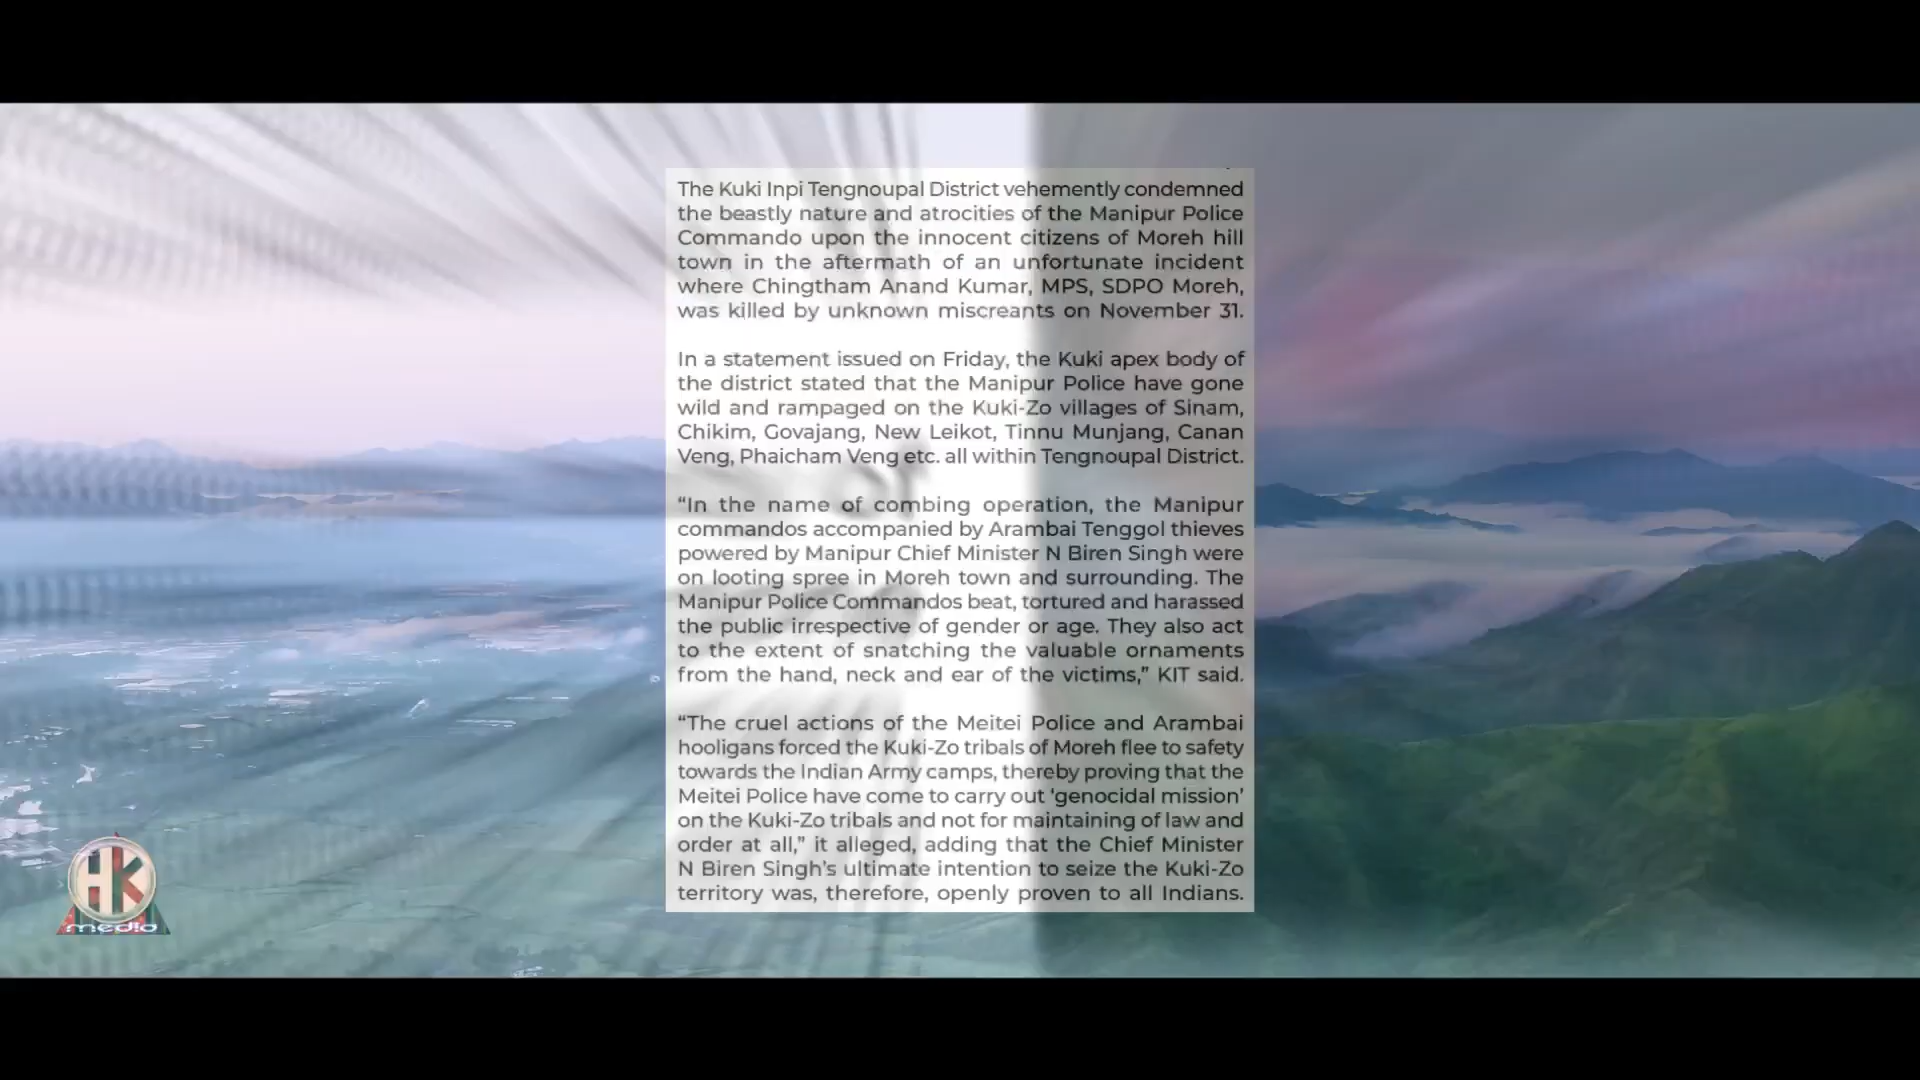 The Kuki Inpi Tengnoupal District vehemently condemned
the beastly nature and atrocities of the Manipur Police
Commando upon the innocent citizens of Moreh hill
town in the aftermath of an unfortunate incident
where Chingtham Anand Kumar, MPS, SDPO Moreh,
was killed by unknown miscreants on November 31.
In a statement issued on Friday, the Kuki apex body of
the district stated that the Manipur Police have gone
wild and rampaged on the Kuki-Zo villages of Sinam,
Chikim, Govajang, New Leikot, Tinnu Munjang, Canan
Veng, Phaicham Veng etc. all within Tengnoupal District.
“In the name of combing operation, the Manipur
commandos accompanied by Arambai Tenggol thieves
powered by Manipur Chief Minister N Biren Singh were
on looting spree in Moreh town and surrounding. The
Manipur Police Commandos beat, tortured and harassed
the public irrespective of gender or age. They also act
to the extent of snatching the valuable ornaments
from the hand, neck and ear of the victims,” KIT said.
“The cruel actions of the Meitei Police and Arambai
hooligans forced the Kuki-Zo tribals of Moreh flee to safety
towards the Indian Army camps, thereby proving that the
Meitei Police have come to carry out ‘genocidal mission’
on the Kuki-Zo tribals and not for maintaining of law and
order at all,” it alleged, adding that the Chief Minister
N Biren Singh’s ultimate intention to seize the Kuki-Zo
territory was, therefore, openly proven to all Indians.
HK
media